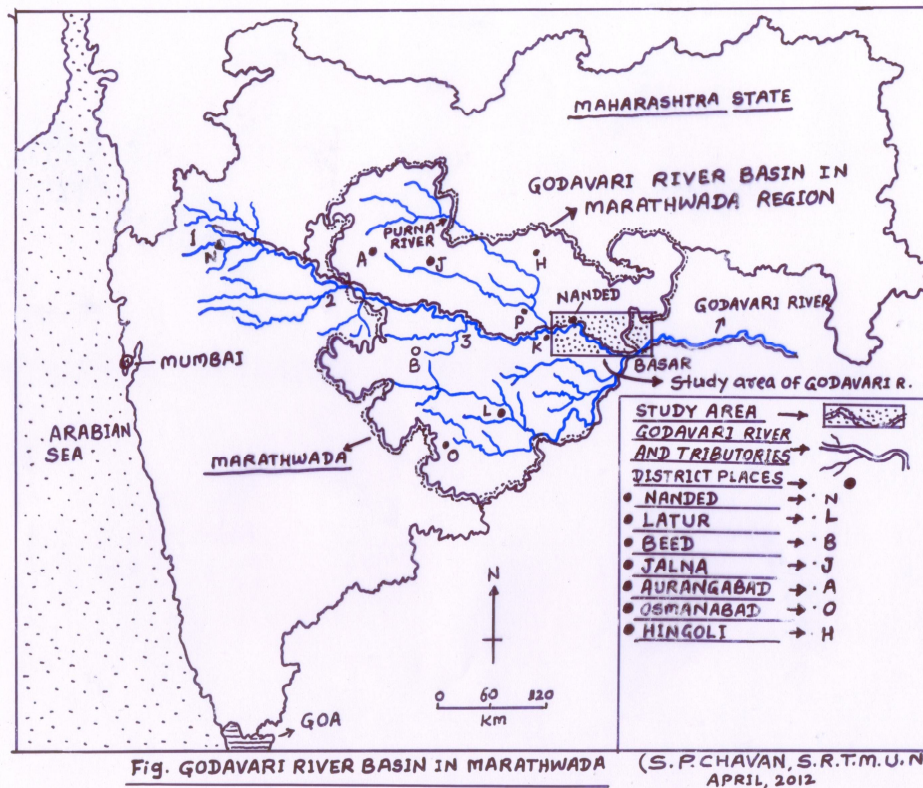 MAHARASHTRA STATE
GODAVARI RIVER BASIN IN
MARATHWADA REGION
PURNA
RIVER
1
N
A
J
H
2
NANDED
GODAVARI RIVER
P
3
K
B
MUMBAI
BASAR
Study area of GODAVARI R.
L
ARABIAN
SEA
MARATHWADA
O
STUDY AREA
GODAVARI RIVER
AND TRIBUTORIES
DISTRICT PLACES
NANDED → N
LATUR → L
BEED → B
JALNA → J
AURANGABAD → A
OSMANABAD → O
HINGOLI → H
N
0 60 120
Km
GOA
Fig. GODAVARI RIVER BASIN IN MARATHWADA
(S.P.CHAVAN, S.R.T.M.U.N
APRIL, 2012